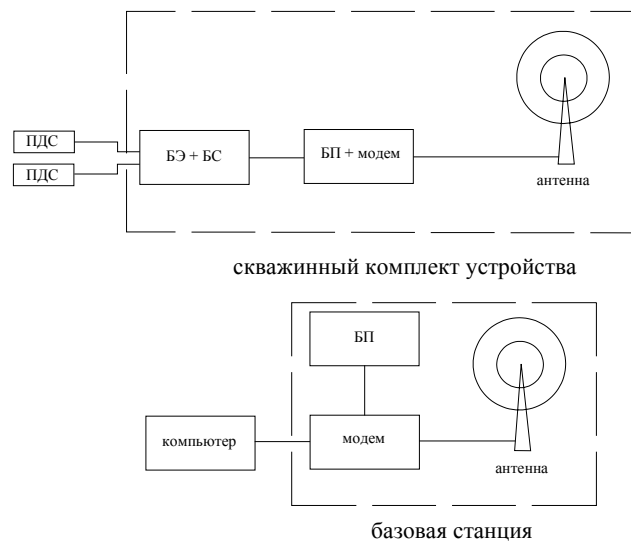 ПДС
ПДС
БЭ + БС
БП + модем
антенна
скважинный комплект устройства
БП
компьютер
модем
антенна
базовая станция